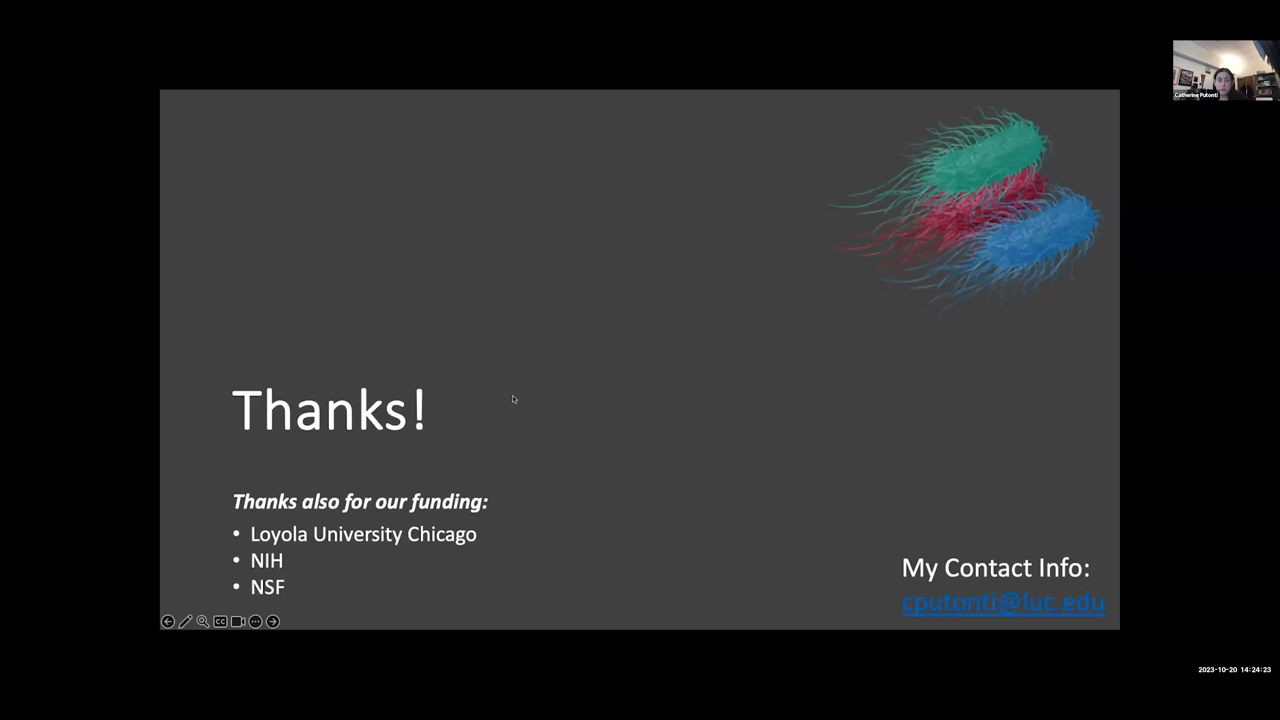 Catherine Putonti
Thanks!
Thanks also for our funding:
• Loyola University Chicago
• NIH
• NSF
My Contact Info:
cputonti@luc.edu
CC
2023-10-20 14:24:23